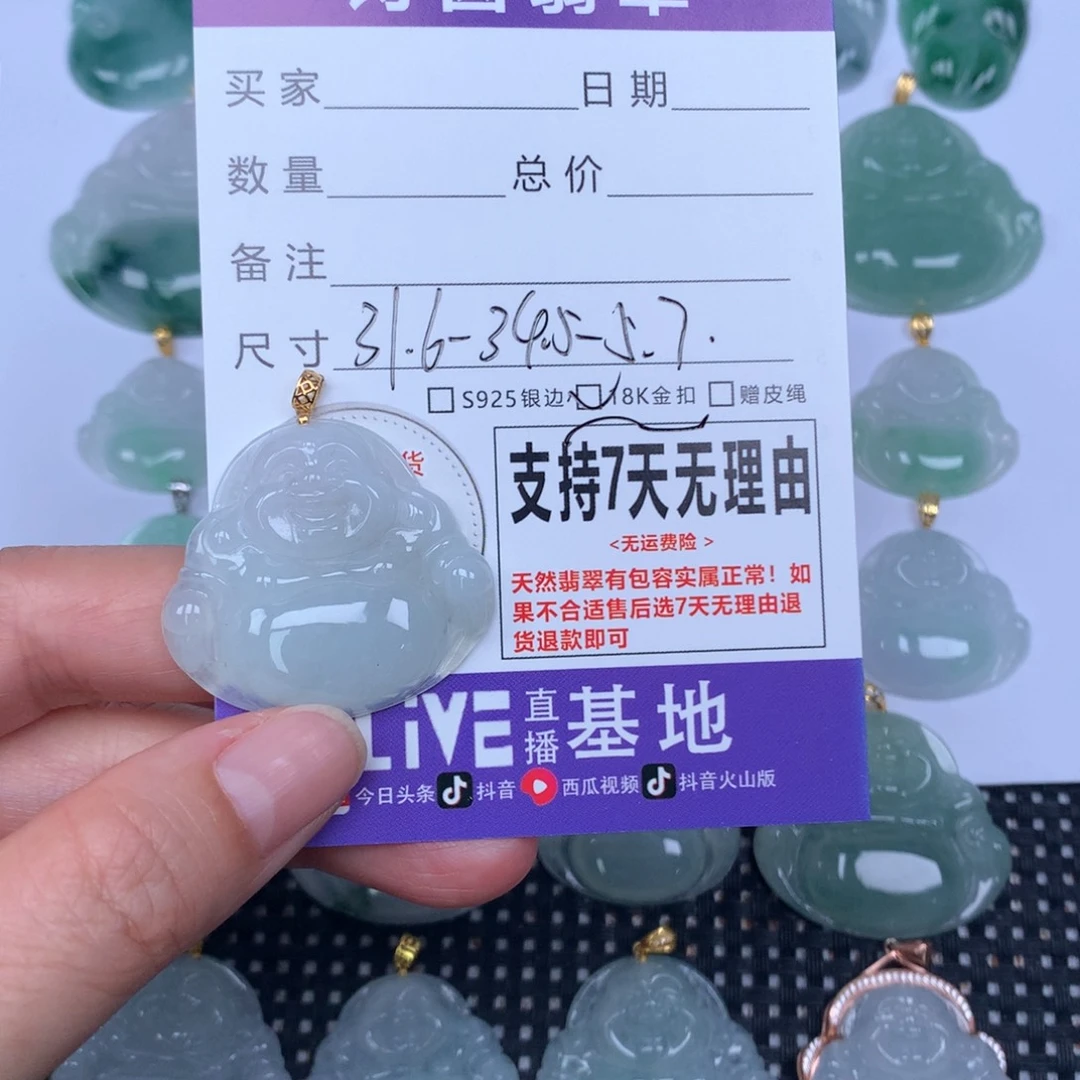 买家 日期
数量 总价
备注
尺寸 31.6-34.5-5.7.
S925银边 18K金扣 赠皮绳
货
支持7天无理由
<无运费险 >
天然翡翠有包容实属正常！如
果不合适售后选7天无理由退
货退款即可
LiVE 直播 基地
今日头条 抖音 西瓜视频 抖音火山版